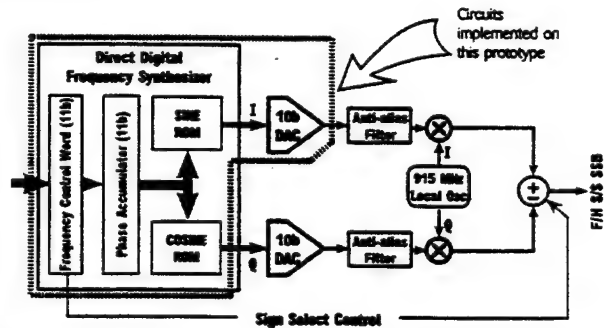 Circuits
implemented on
this prototype
Direct Digital
Frequency Synthesizer
Frequency Control Word (11b)
Phase Accumulator (11b)
SINE
ROM
I
10b
DAC
Anti-alias
Filter
I
915 MHz
Local Osc
Q
COSINE
ROM
Q
10b
DAC
Anti-alias
Filter
±
F/H S/S SSB
Sign Select Control